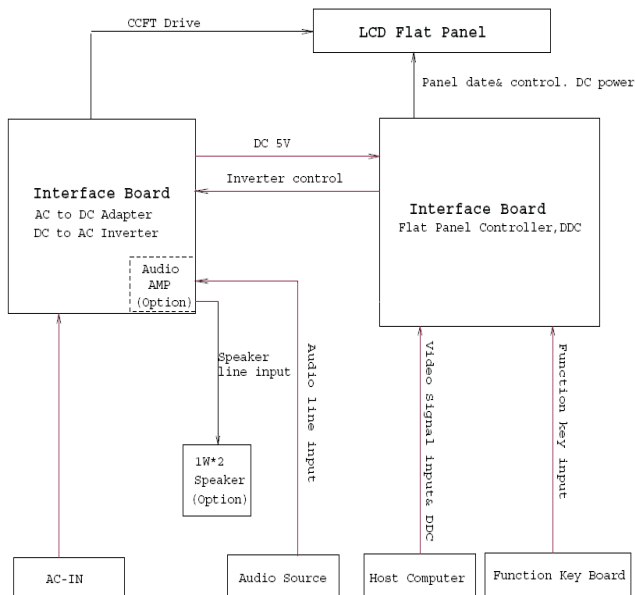 CCFT Drive
LCD Flat Panel
Panel date& control. DC power
DC 5V
Inverter control
Interface Board
AC to DC Adapter
DC to AC Inverter
Interface Board
Flat Panel Controller,DDC
Audio
AMP
(Option)
Speaker
line input
Audio line input
Video Signal input& DDC
Function key input
1W*2
Speaker
(Option)
AC-IN
Audio Source
Host Computer
Function Key Board